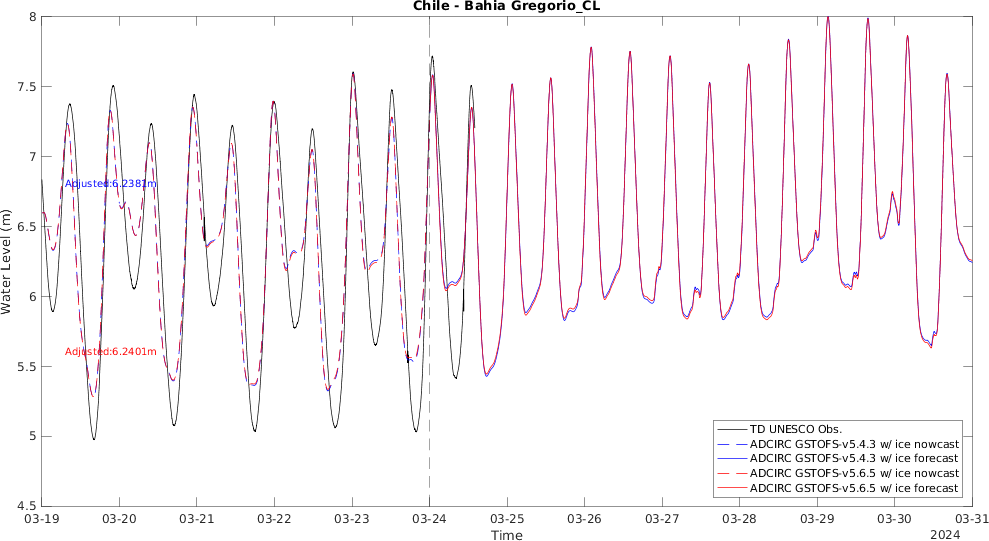 Chile - Bahia Gregorio_CL
Water Level (m)
8
7.5
7
6.5
6
5.5
5
4.5
Adjusted:6.2381m
Adjusted:6.2401m
TD UNESCO Obs.
ADCIRC GSTOFS-v5.4.3 w/ ice nowcast
ADCIRC GSTOFS-v5.4.3 w/ ice forecast
ADCIRC GSTOFS-v5.6.5 w/ ice nowcast
ADCIRC GSTOFS-v5.6.5 w/ ice forecast
03-19 03-20 03-21 03-22 03-23 03-24 03-25 03-26 03-27 03-28 03-29 03-30 03-31
Time
2024